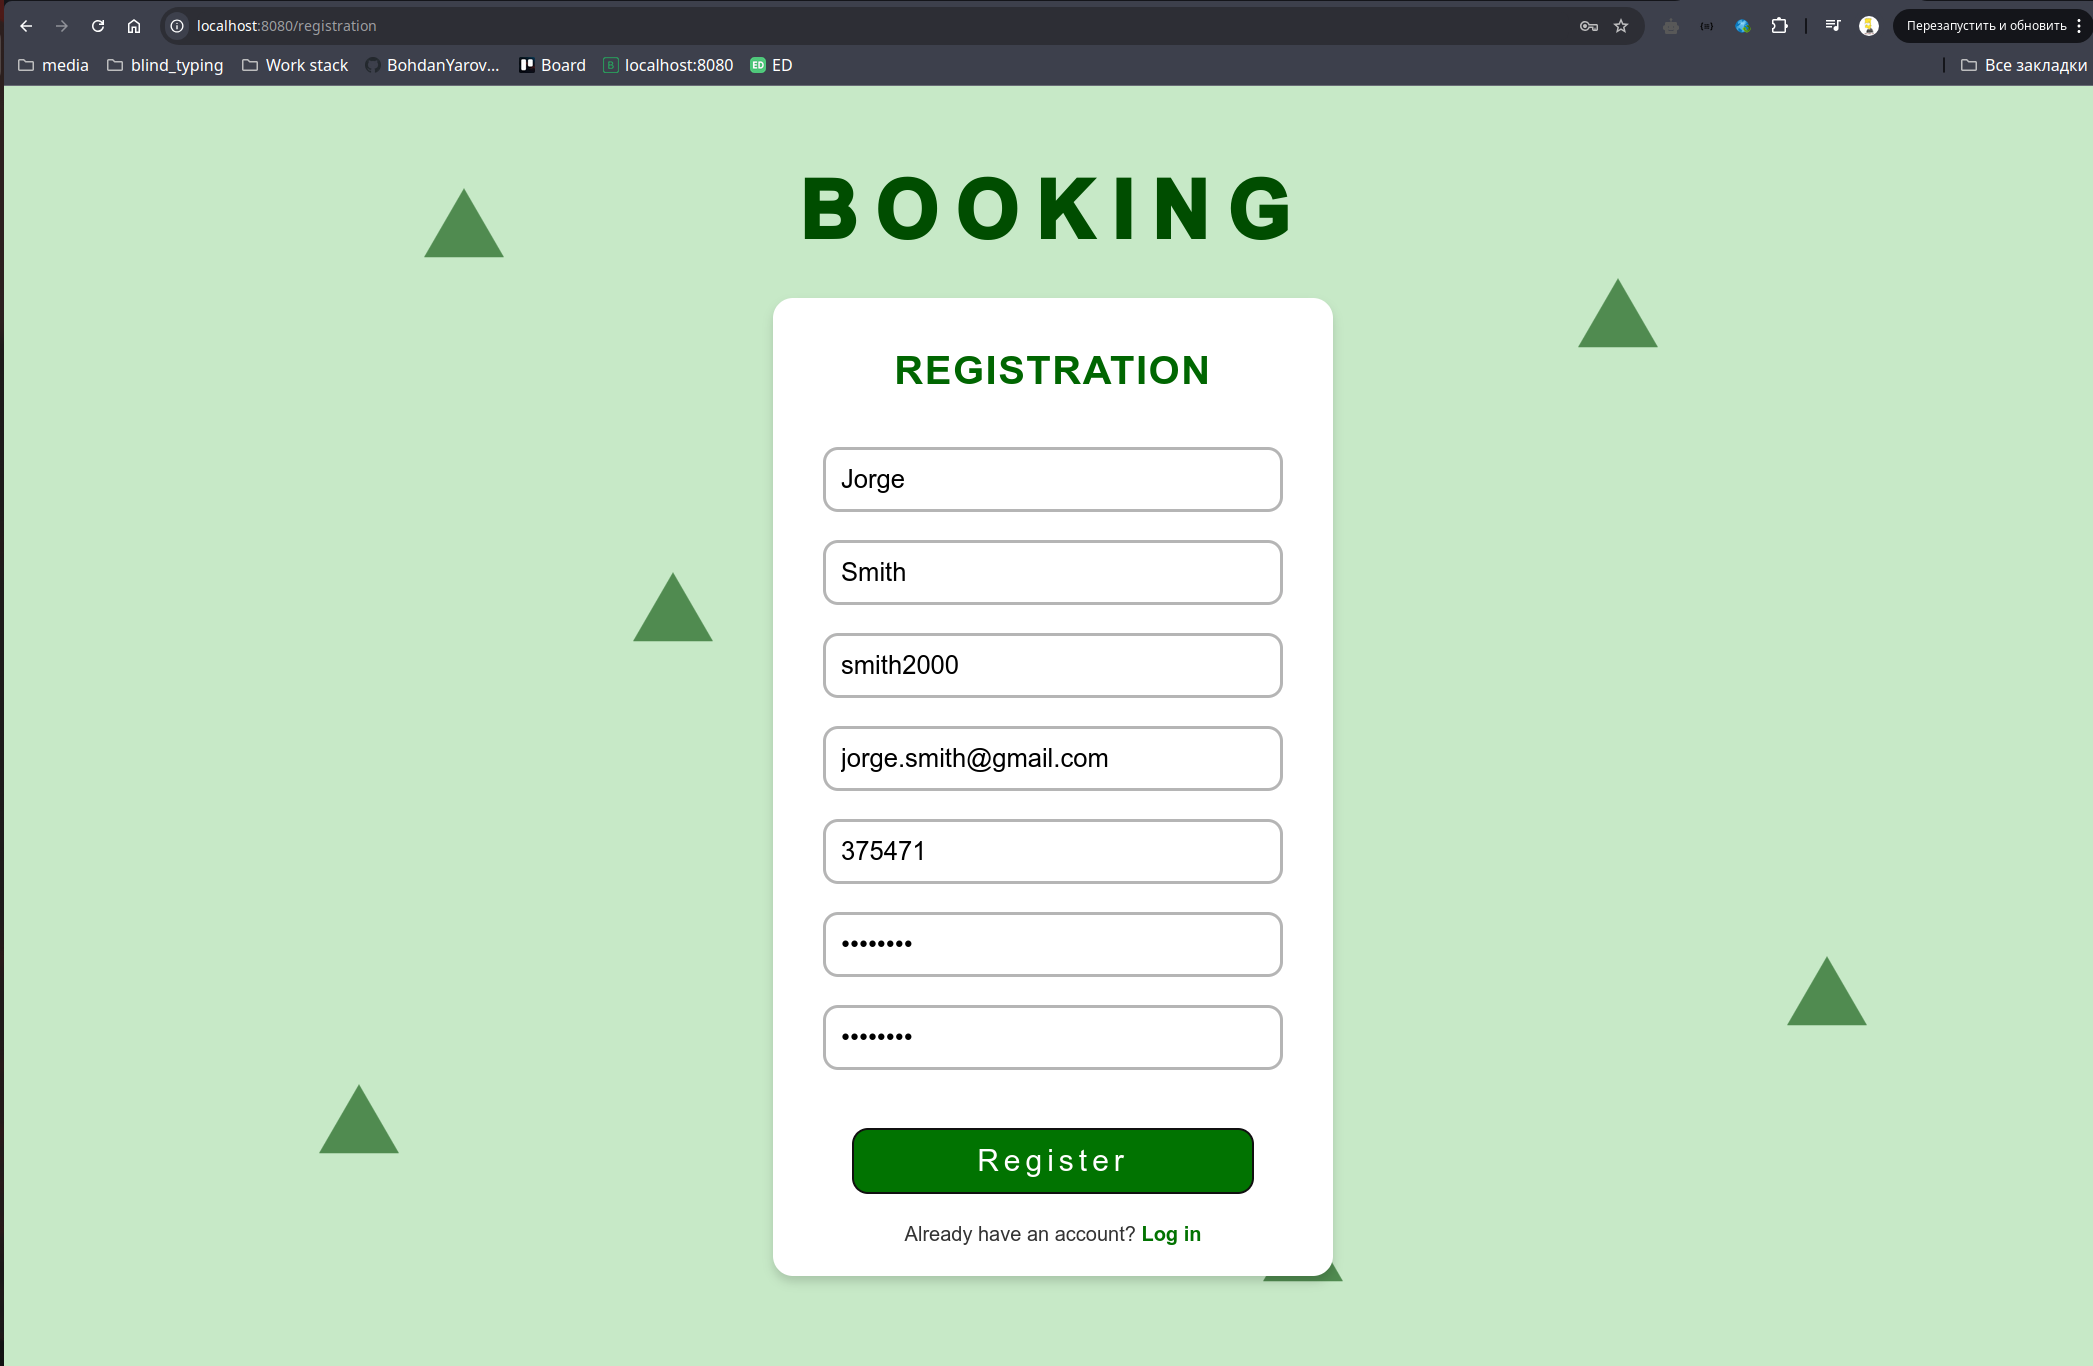 localhost:8080/registration
Перезапустить и обновить
media blind_typing Work stack BohdanYarov... Board localhost:8080 ED
Все закладки
BOOKING
REGISTRATION
Jorge
Smith
smith2000
jorge.smith@gmail.com
375471
••••••••
••••••••
Register
Already have an account? Log in